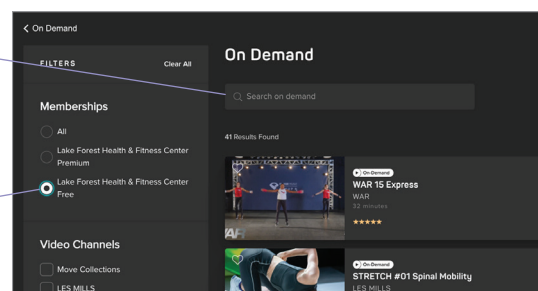 On Demand
FILTERS
Clear All
Memberships
All
Lake Forest Health & Fitness Center
Premium
Lake Forest Health & Fitness Center
Free
Video Channels
Move Collections
LES MILLS
On Demand
Search on demand
41 Results Found
On-Demand
WAR 15 Express
WAR
32 minutes
On-Demand
STRETCH #01 Spinal Mobility
LES MILLS